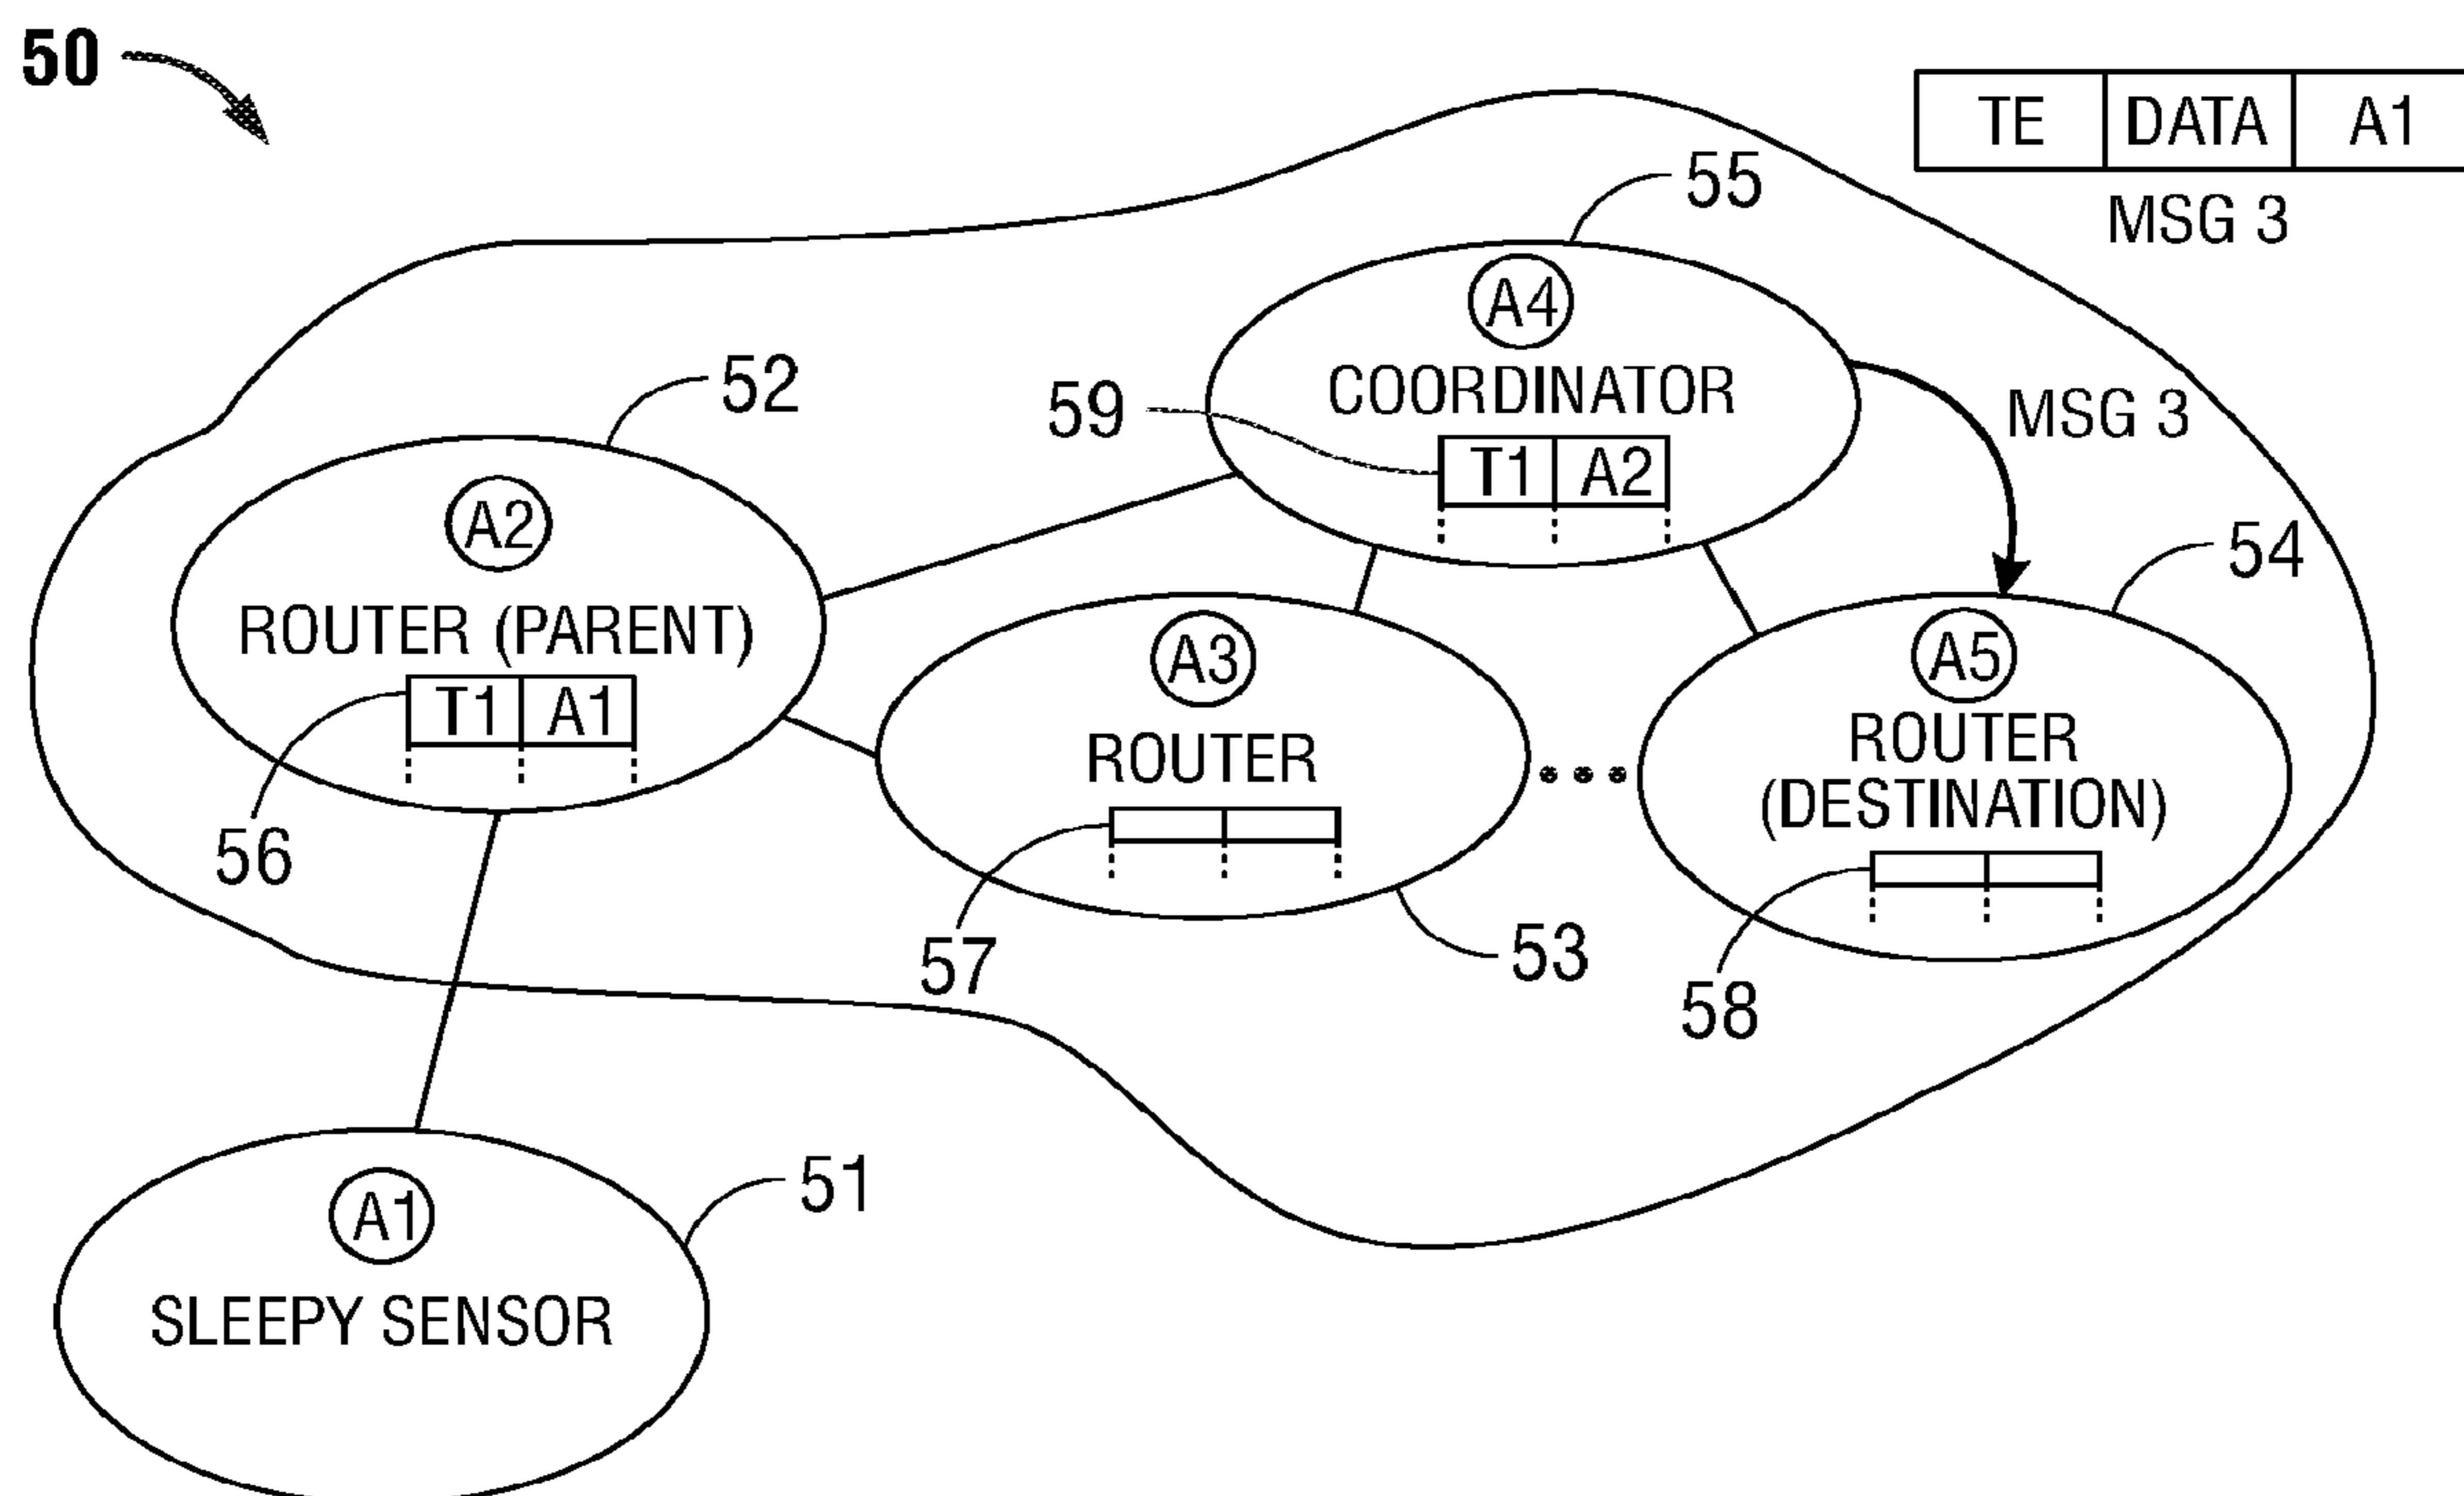 50
TE DATA A1
MSG 3
55
A4
COORDINATOR
59
T1 A2
MSG 3
52
A2
ROUTER (PARENT)
T1 A1
56
54
A3
ROUTER
57
53
A5
ROUTER
(DESTINATION)
58
51
A1
SLEEPY SENSOR